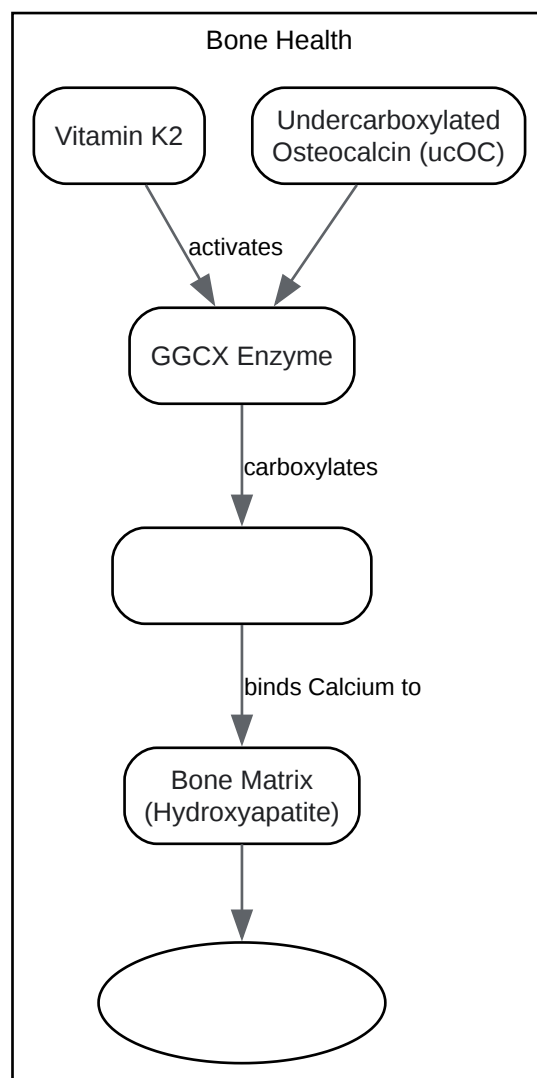 Bone Health
Vitamin K2
Undercarboxylated
Osteocalcin (ucOC)
activates
GGCX Enzyme
carboxylates
binds Calcium to
Bone Matrix
(Hydroxyapatite)